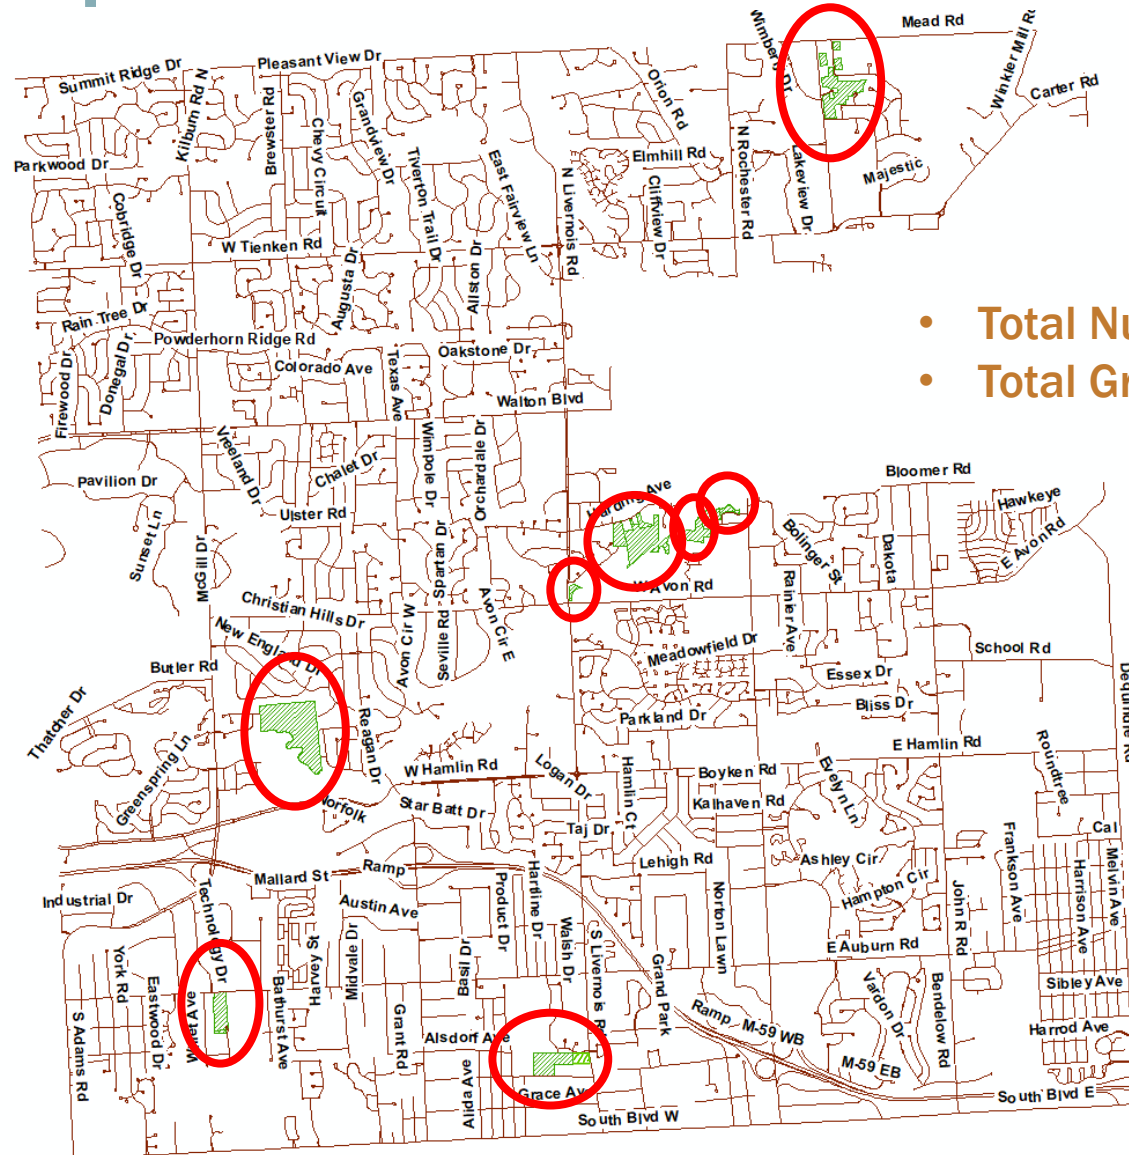 Mead Rd
Wimberly Dr
Winkler Mill Rd
Carter Rd
Summit Ridge Dr
Pleasant View Dr
Kilburn Rd N
Brewster Rd
Grandview Dr
Chevy Circuit
Orion Rd
Parkwood Dr
Tiverton Trail Dr
East Fairview Ln
N Livernois Rd
Elmhill Rd
Cliffview Dr
N Rochester Rd
Lakeview Dr
Majestic
Cobridge Dr
W Tienken Rd
Augusta Dr
Allston Dr
Rain Tree Dr
Powderhorn Ridge Rd
Oakstone Dr
Firewood Dr
Donegal Dr
Colorado Ave
Texas Ave
Walton Blvd
• Total
• Total
Pavilion Dr
Vreeland Dr
Chalet Dr
Wimpole Dr
Orchardale Dr
Ulster Rd
Sunset Ln
McGill Dr
Spartan Dr
Harding Ave
Bloomer Rd
Hawkeye
E Avon Rd
Bolinger St
Dakota
W Avon Rd
Rainier Ave
Christian Hills Dr
New England Dr
Avon Cir W
Seville Rd
Avon Cir E
Meadowfield Dr
School Rd
Butler Rd
Essex Dr
Bliss Dr
Dequindre Rd
Thatcher Dr
Reagan Dr
Parkland Dr
E Hamlin Rd
Greenspring Ln
W Hamlin Rd
Logan Dr
Hamlin Ct
Boyken Rd
Evelyn Ln
Roundtree
Norfolk
Star Batt Dr
Kalhaven Rd
Taj Dr
Cal
Mallard St
Ramp
Lehigh Rd
Ashley Cir
Hampton Cir
Frankson Ave
Harrison Ave
Melvin Ave
Industrial Dr
Technology Dr
Austin Ave
Product Dr
Hartline Dr
Walsh Dr
S Livernois Rd
Norton Lawn
John R Rd
E Auburn Rd
York Rd
Eastwood Dr
Harvey St
Midvale Dr
Basil Dr
Grand Park
Vardon Dr
Bendelow Rd
Sibley Ave
S Adams Rd
Bathurst Ave
Grant Rd
Alsdorf Ave
Ramp
M-59 WB
Harrod Ave
Alida Ave
Grace Ave
M-59 EB
South Blvd E
South Blvd W